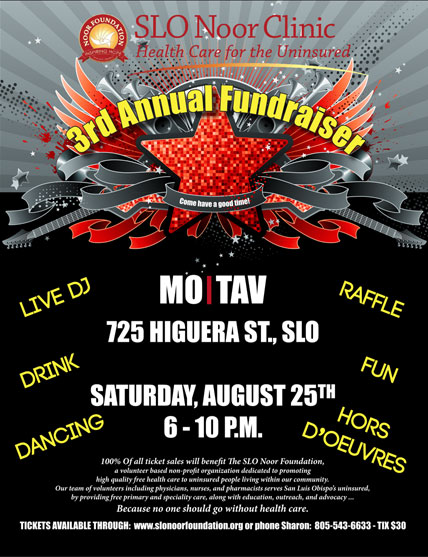 NOOR FOUNDATION
SLO Noor Clinic
Health Care for the Uninsured
3rd Annual Fundraiser
Come have a good time!
MO|TAV
725 HIGUERA ST., SLO
LIVE DJ
RAFFLE
DRINK
FUN
SATURDAY, AUGUST 25TH
6 - 10 P.M.
DANCING
HORS
D'OEUVRES
100% Of all ticket sales will benefit The SLO Noor Foundation,
a volunteer based non-profit organization dedicated to promoting
high quality free health care to uninsured people living within our community.
Our team of volunteers including physicians, nurses, and pharmacists serves San Luis Obispo's uninsured,
by providing free primary and speciality care, along with education, outreach, and advocacy ...
Because no one should go without health care.
TICKETS AVAILABLE THROUGH: www.slonoorfoundation.org or phone Sharon: 805-543-6633 - TIX $30